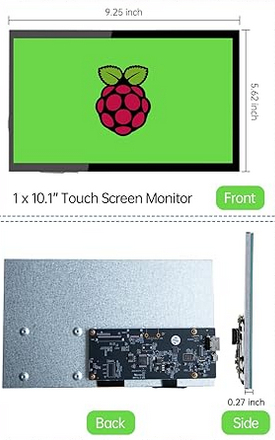 9.25 inch
5.62 inch
1 x 10.1" Touch Screen Monitor
Front
0.27 inch
Back
Side